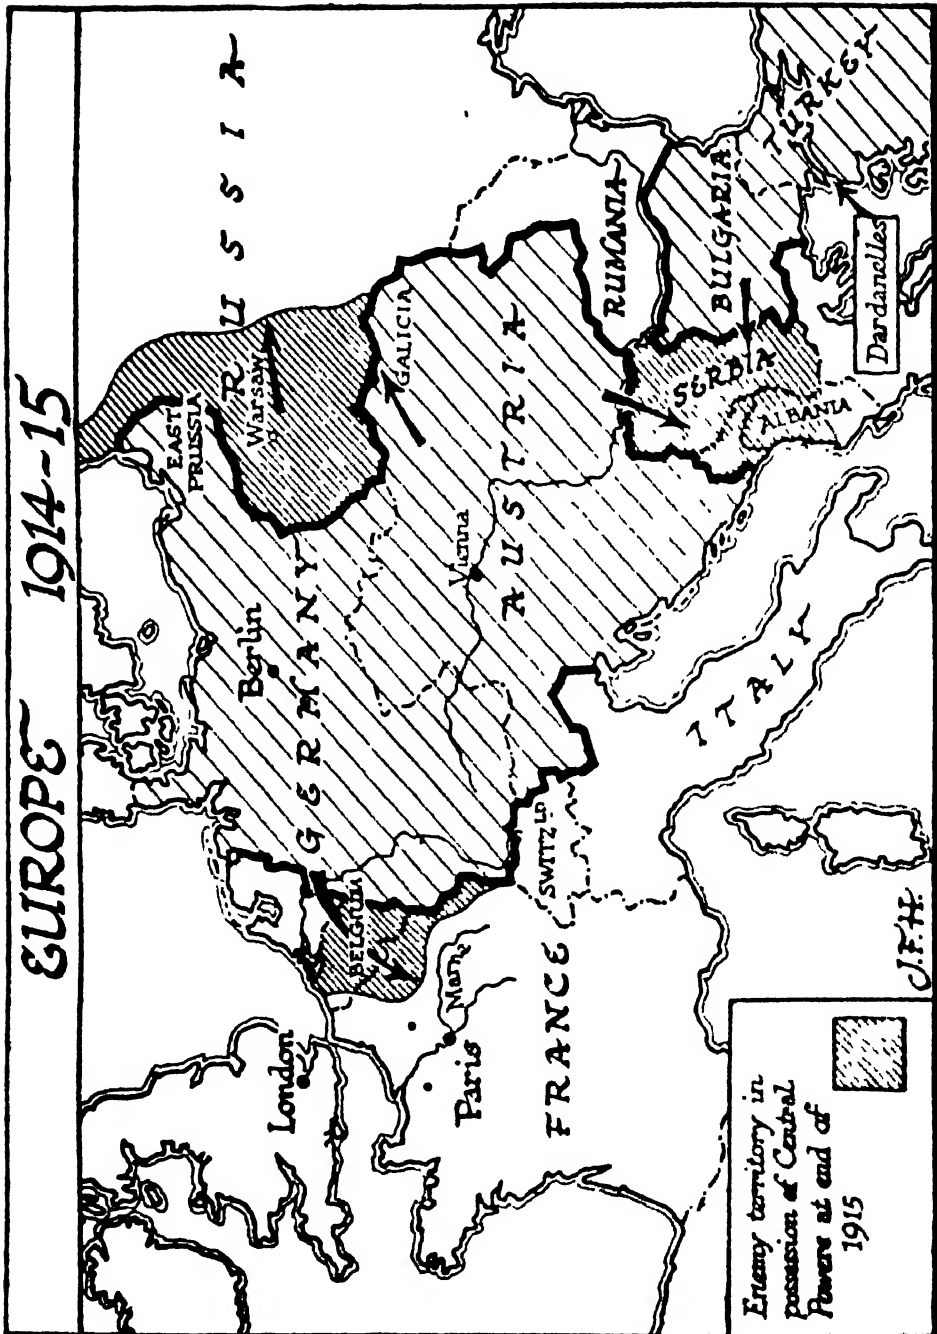 EUROPE 1914-15
RUSSIA
EAST
PRUSSIA
Warsaw
GALICIA
Berlin
GERMANY
Vienna
AUSTRIA
RUMANIA
BULGARIA
TURKEY
SERBIA
ALBANIA
Dardanelles
London
BELGIUM
Marne
Paris
FRANCE
SWITZ LD
ITALY
Enemy territory in
possession of Central
Powers at end of
1915
J.F.H.